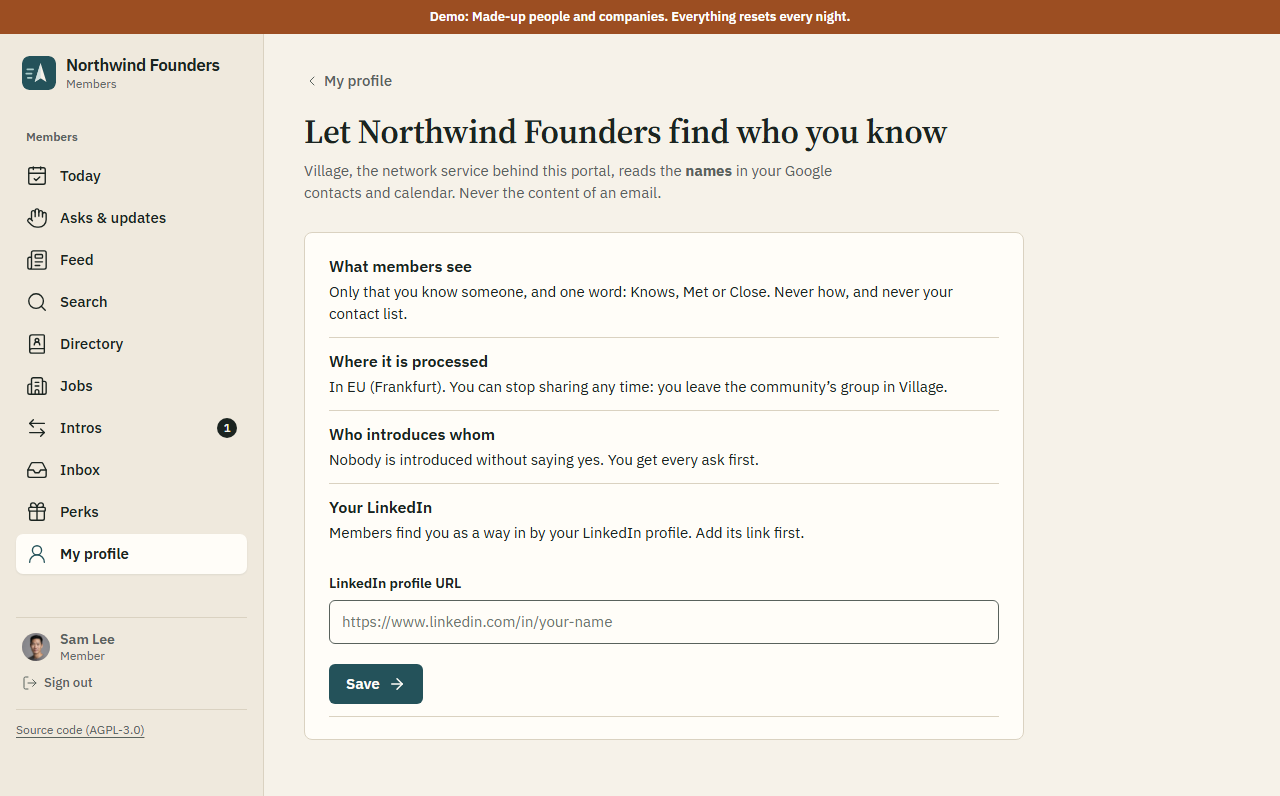 Demo: Made-up people and companies. Everything resets every night.
Northwind Founders
Members
Members
Today
Asks & updates
Feed
Search
Directory
Jobs
Intros
1
Inbox
Perks
My profile
Sam Lee
Member
Sign out
Source code (AGPL-3.0)
My profile
Let Northwind Founders find who you know
Village, the network service behind this portal, reads the names in your Google
contacts and calendar. Never the content of an email.
What members see
Only that you know someone, and one word: Knows, Met or Close. Never how, and never your
contact list.
Where it is processed
In EU (Frankfurt). You can stop sharing any time: you leave the community’s group in Village.
Who introduces whom
Nobody is introduced without saying yes. You get every ask first.
Your LinkedIn
Members find you as a way in by your LinkedIn profile. Add its link first.
LinkedIn profile URL
https://www.linkedin.com/in/your-name
Save